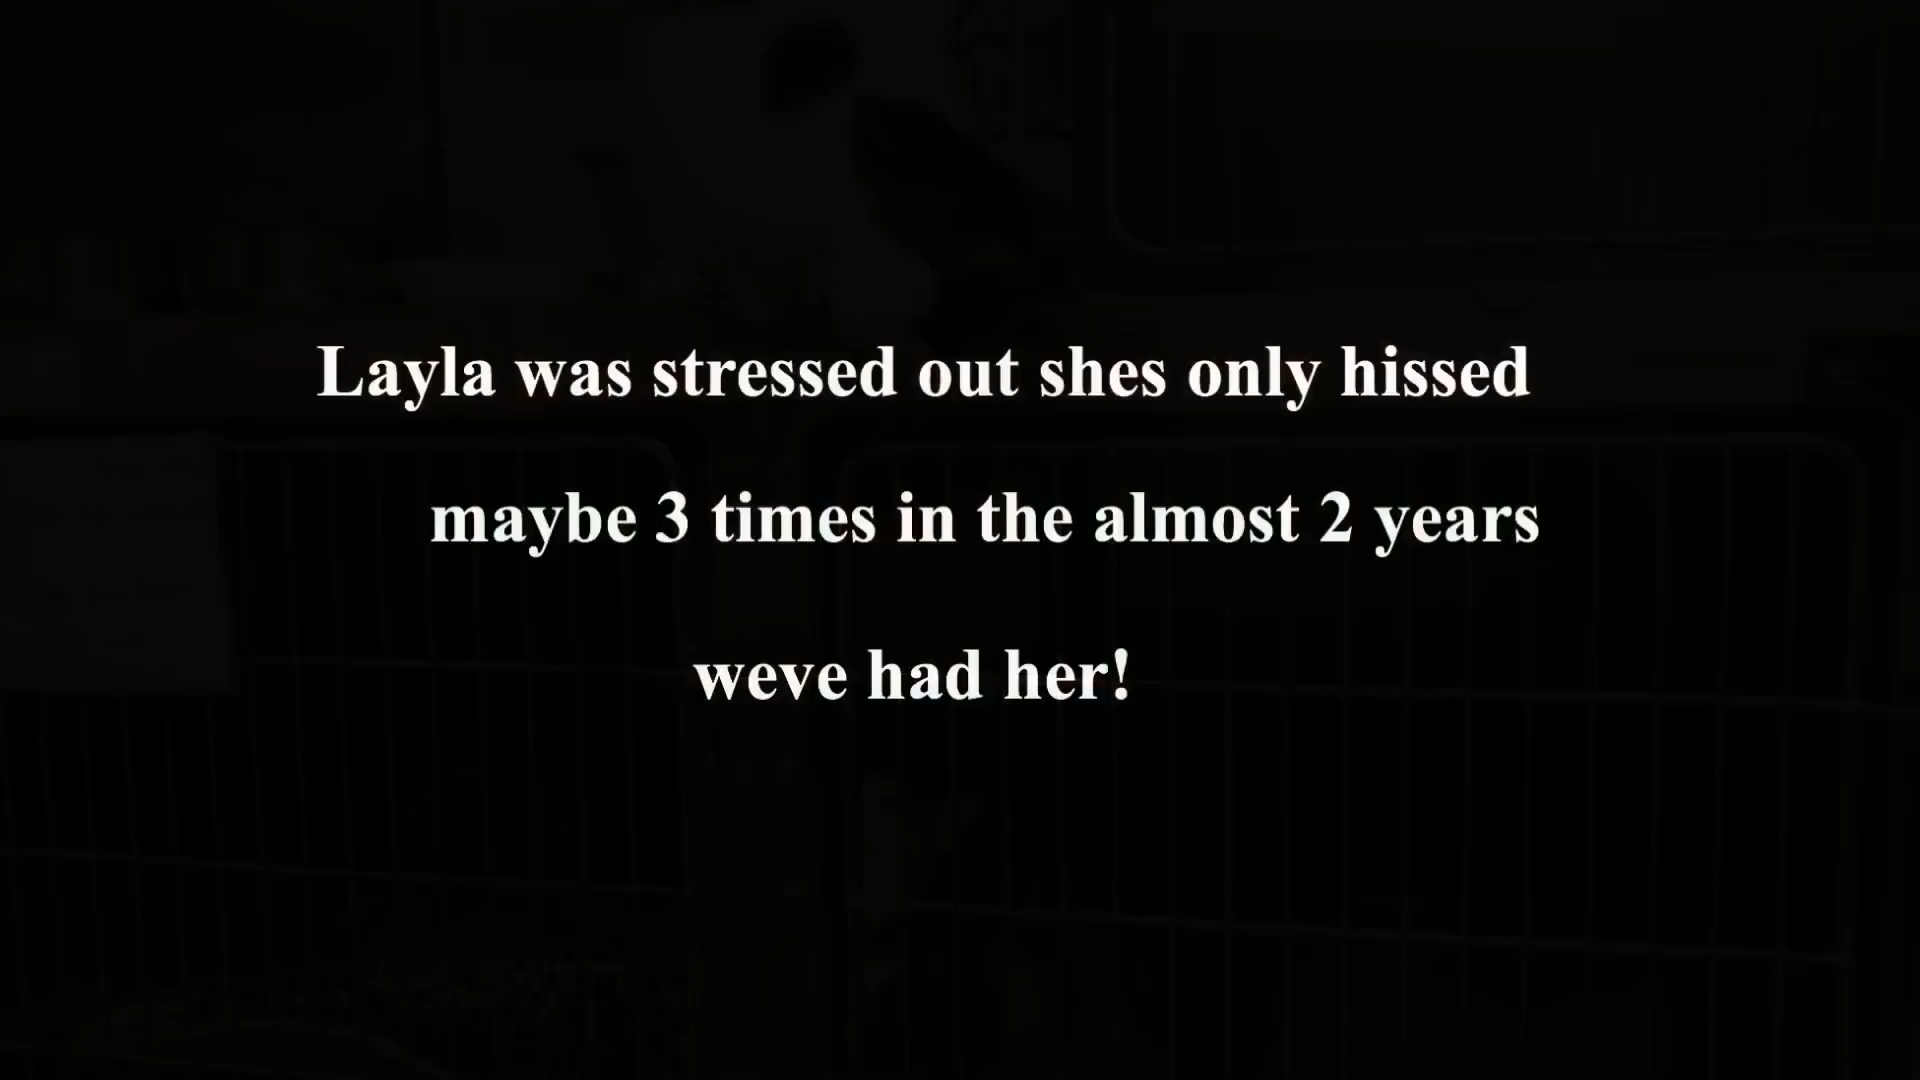 Layla was stressed out shes only hissed
maybe 3 times in the almost 2 years
weve had her!